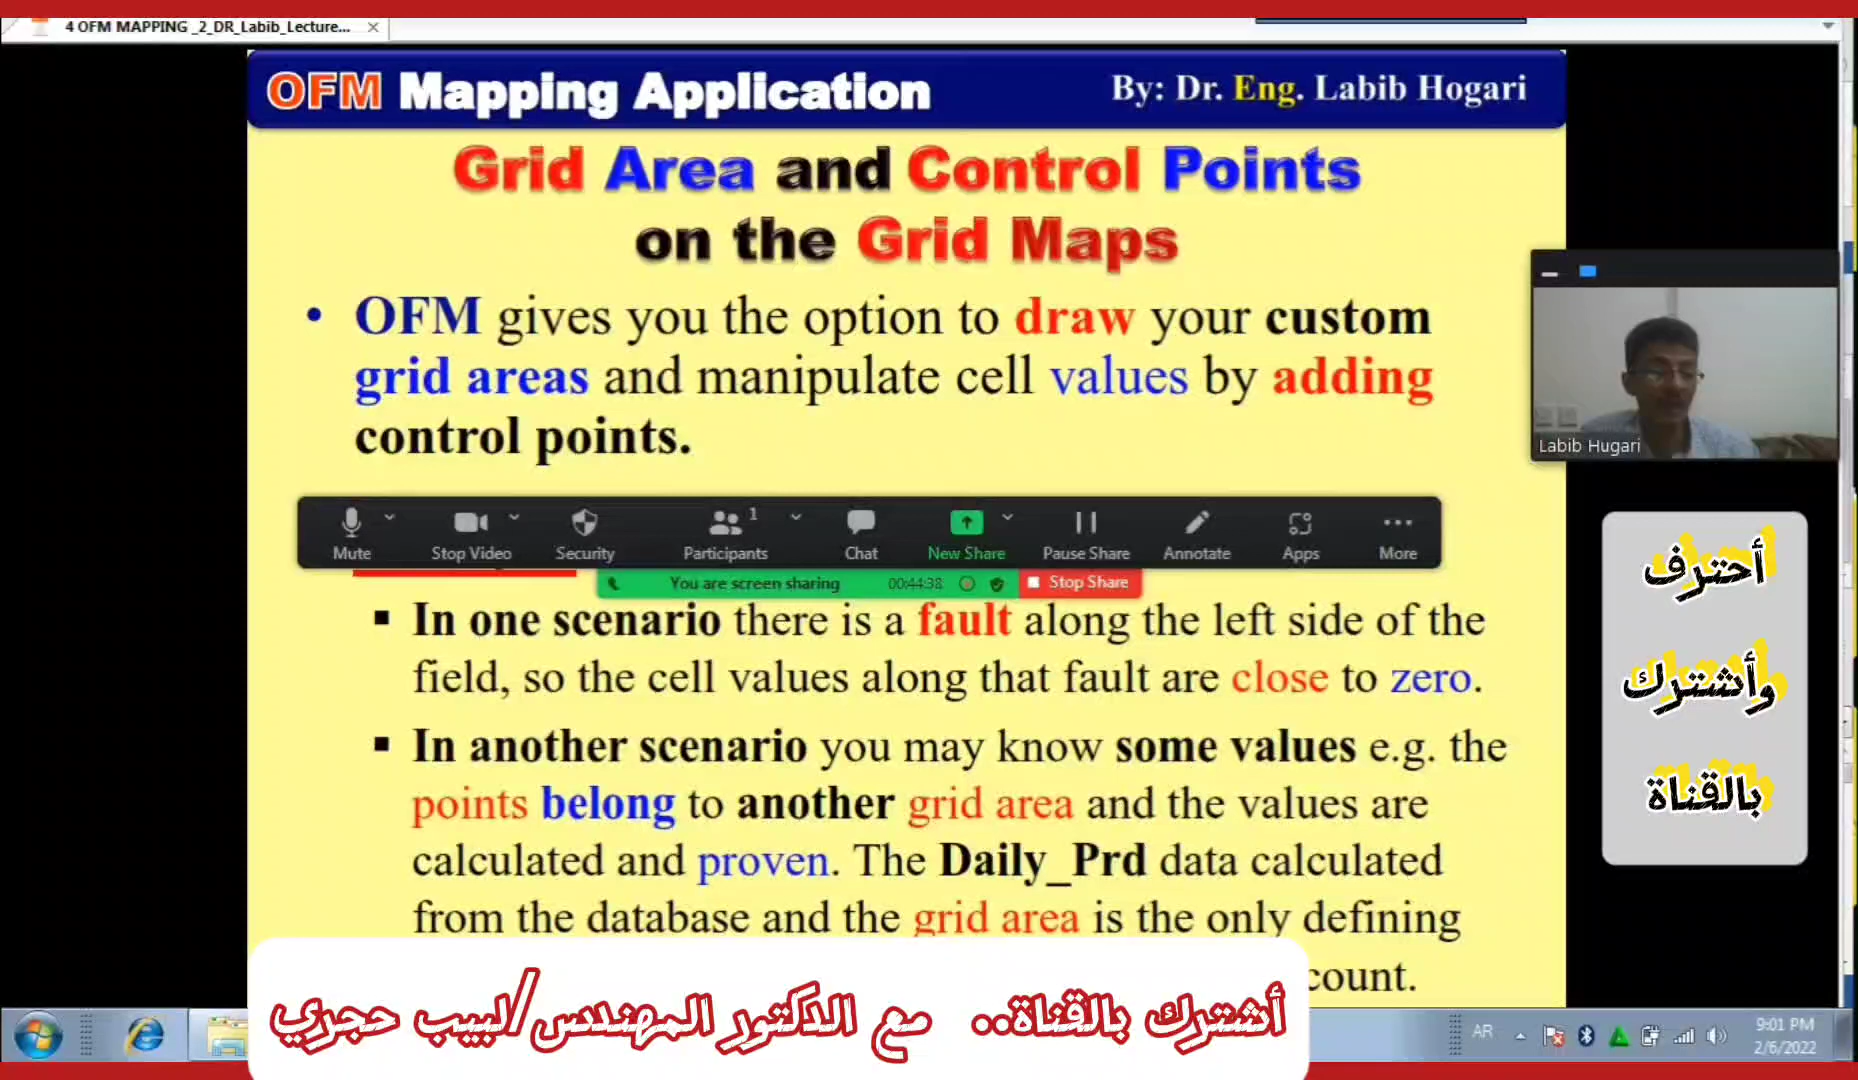 4 OFM MAPPING _2_DR_Labib_Lecture...
OFM Mapping Application
By: Dr. Eng. Labib Hogari
Grid Area and Control Points
on the Grid Maps
• OFM gives you the option to draw your custom
grid areas and manipulate cell values by adding
control points.
Labib Hugari
1
Mute Stop Video Security Participants Chat New Share Pause Share Annotate Apps More
You are screen sharing 00:44:38 Stop Share
▪ In one scenario there is a fault along the left side of the
field, so the cell values along that fault are close to zero.
▪ In another scenario you may know some values e.g. the
points belong to another grid area and the values are
calculated and proven. The Daily_Prd data calculated
from the database and the grid area is the only defining
count.
أحترف
وأشترك
بالقناة
أشترك بالقناة.. مع الدكتور المهندس/لبيب حجري
AR
9:01 PM
2/6/2022